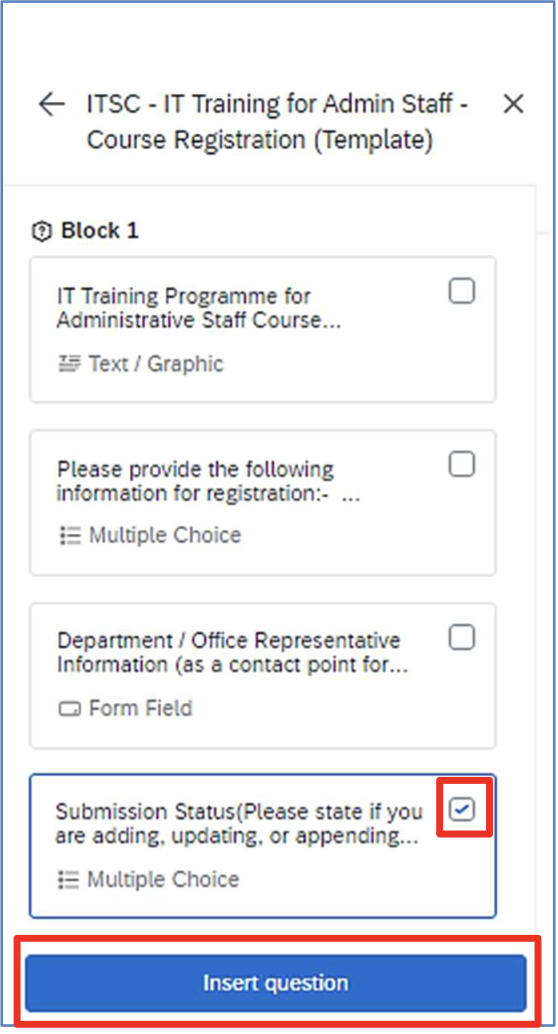 ITSC - IT Training for Admin Staff -
Course Registration (Template)
Block 1
IT Training Programme for
Administrative Staff Course...
Text / Graphic
Please provide the following
information for registration:- ...
Multiple Choice
Department / Office Representative
Information (as a contact point for...
Form Field
Submission Status(Please state if you
are adding, updating, or appending...
Multiple Choice
Insert question